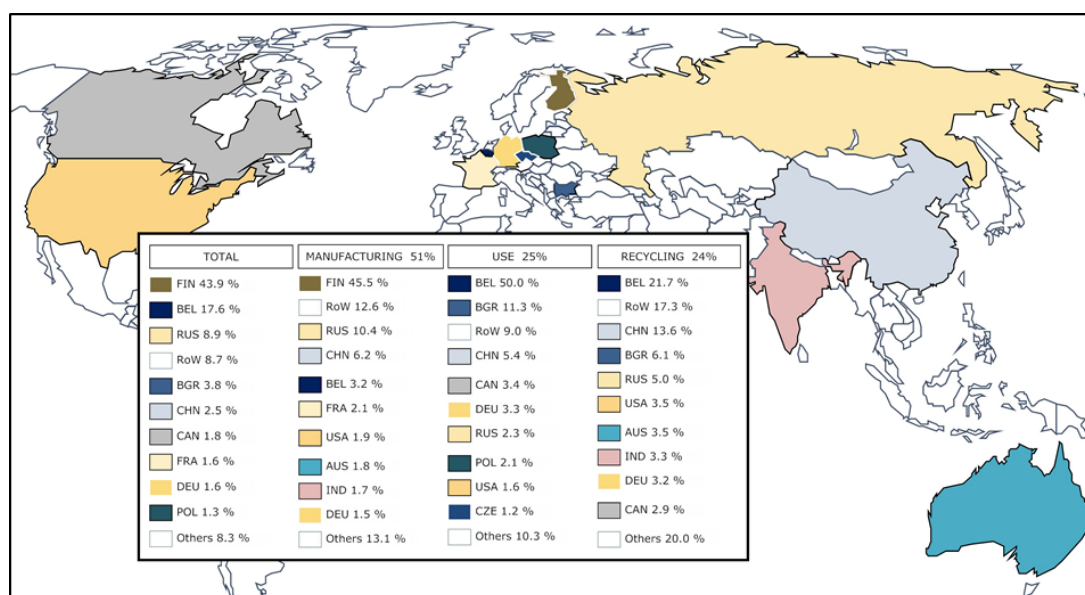 TOTAL
FIN 43.9 %
BEL 17.6 %
RUS 8.9 %
RoW 8.7 %
BGR 3.8 %
CHN 2.5 %
CAN 1.8 %
FRA 1.6 %
DEU 1.6 %
POL 1.3 %
Others 8.3 %
MANUFACTURING 51%
FIN 45.5 %
RoW 12.6 %
RUS 10.4 %
CHN 6.2 %
BEL 3.2 %
FRA 2.1 %
USA 1.9 %
AUS 1.8 %
IND 1.7 %
DEU 1.5 %
Others 13.1 %
USE 25%
BEL 50.0 %
BGR 11.3 %
RoW 9.0 %
CHN 5.4 %
CAN 3.4 %
DEU 3.3 %
RUS 2.3 %
POL 2.1 %
USA 1.6 %
CZE 1.2 %
Others 10.3 %
RECYCLING 24%
BEL 21.7 %
RoW 17.3 %
CHN 13.6 %
BGR 6.1 %
RUS 5.0 %
USA 3.5 %
AUS 3.5 %
IND 3.3 %
DEU 3.2 %
CAN 2.9 %
Others 20.0 %